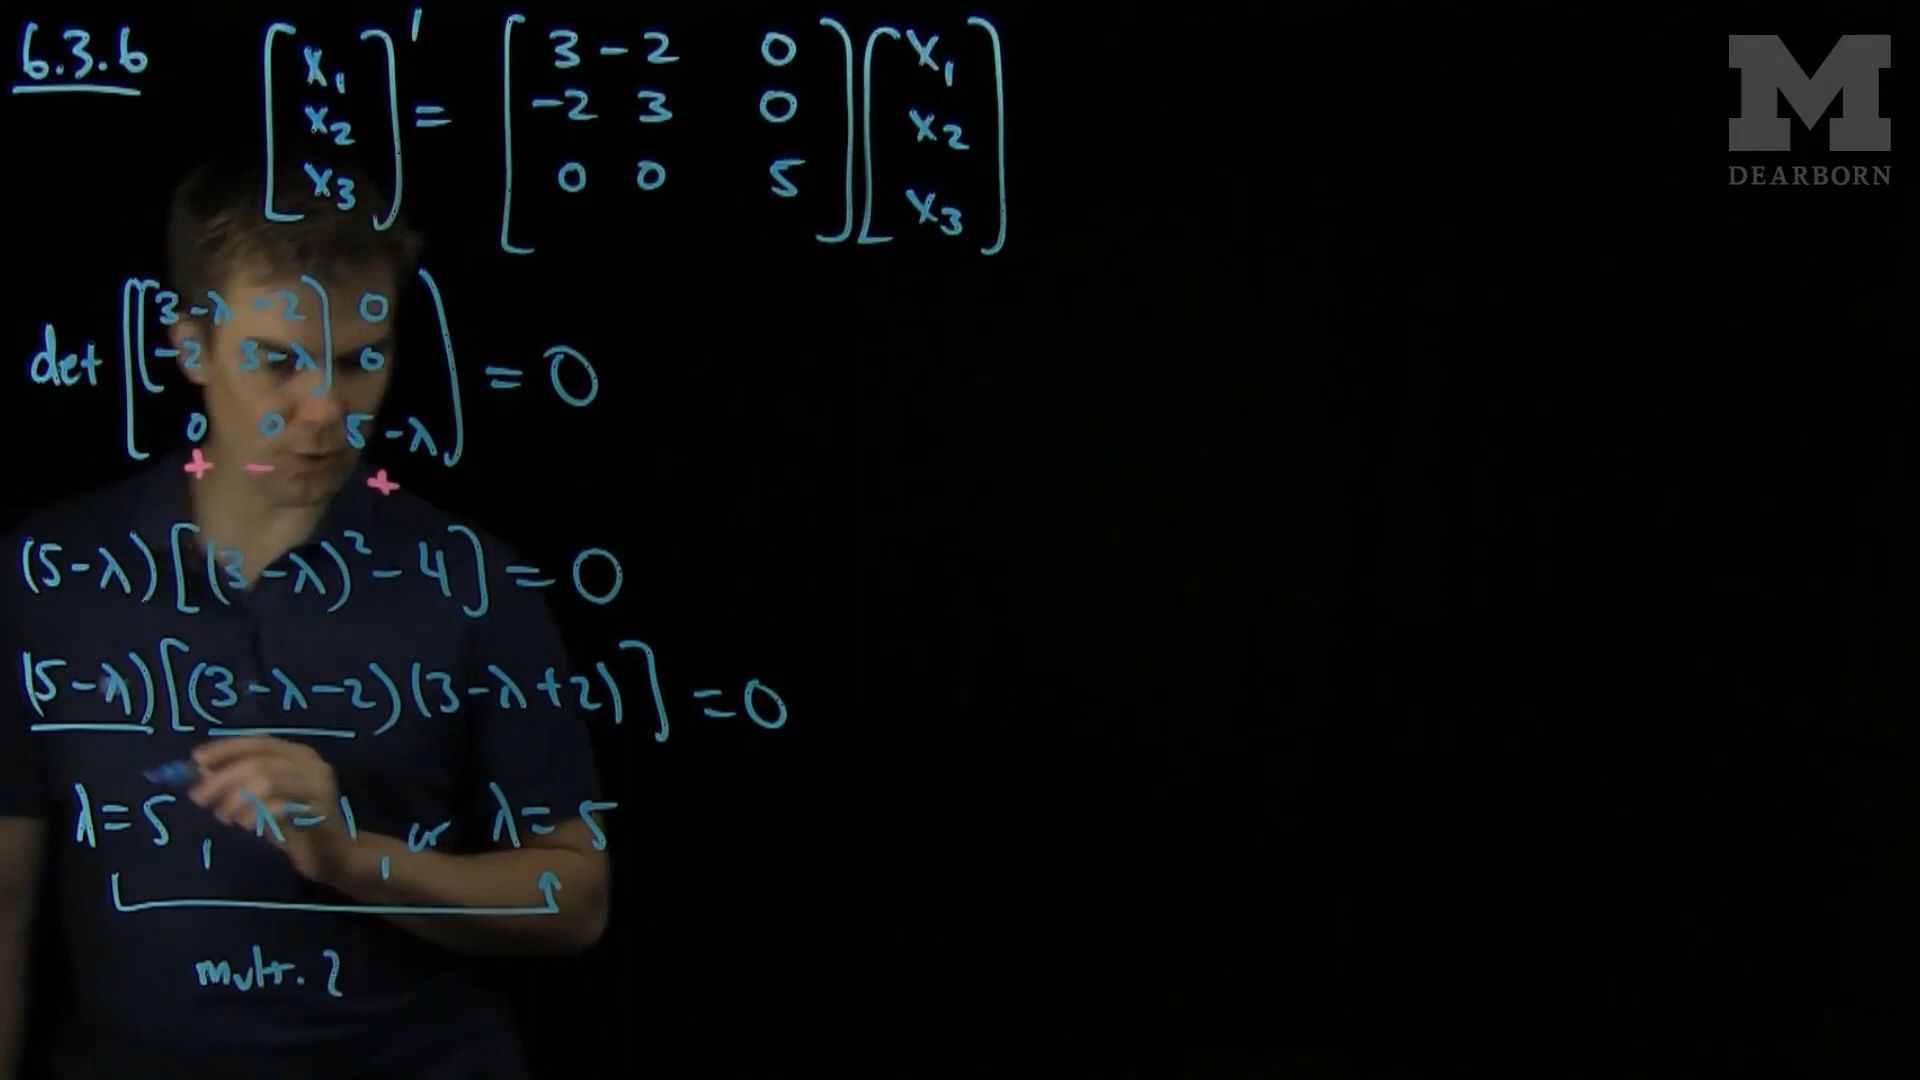 6.3.6
[x₁ x₂ x₃]' = [3 -2 0; -2 3 0; 0 0 5] [x₁ x₂ x₃]
det [3-λ -2 0; -2 3-λ 0; 0 0 5-λ] = 0
+ - +
(5-λ)[(3-λ)² - 4] = 0
(5-λ)[(3-λ-2)(3-λ+2)] = 0
λ=5, λ=1, or λ=5
mult. 2
M
DEARBORN